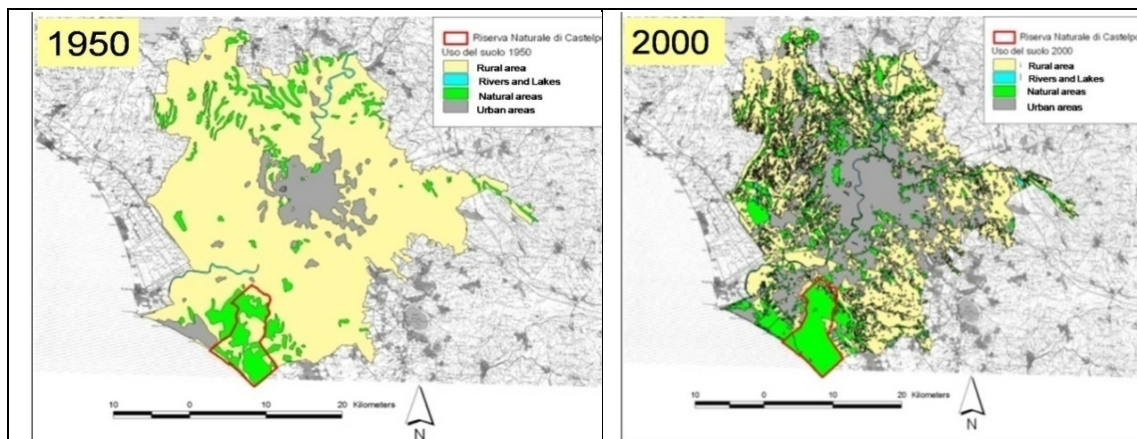 1950
Riserva Naturale di Castelpo
Uso del suolo 1950
Rural area
Rivers and Lakes
Natural areas
Urban areas
10 0 10 20 Kilometers
N
2000
Riserva Naturale di Castelpo
Uso del suolo 2000
Rural area
Rivers and Lakes
Natural areas
Urban areas
10 0 10 20 Kilometers
N